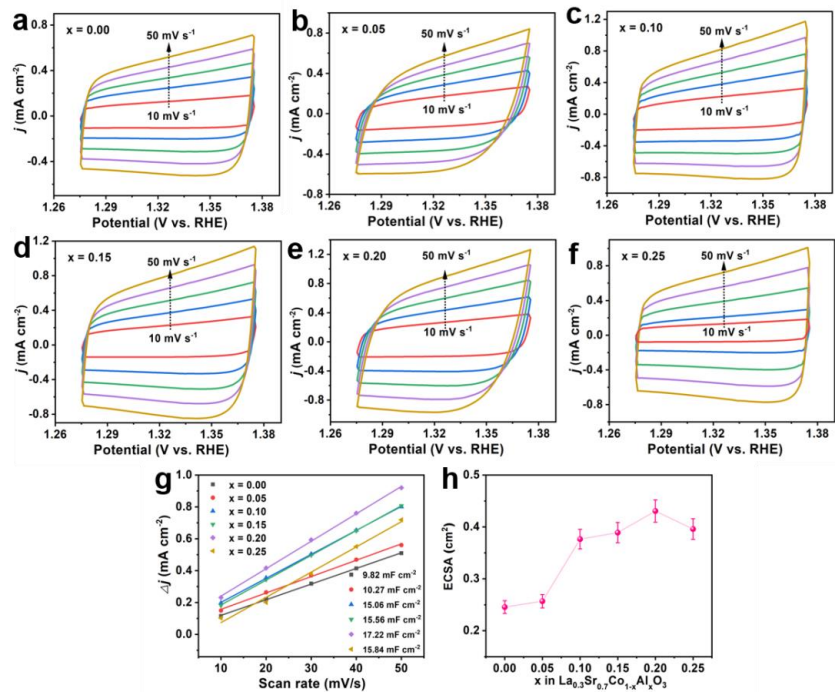 a
x = 0.00
50 mV s⁻¹
10 mV s⁻¹
0.8
0.4
0.0
-0.4
j (mA cm⁻²)
1.26 1.29 1.32 1.35 1.38
Potential (V vs. RHE)
b
x = 0.05
50 mV s⁻¹
10 mV s⁻¹
0.8
0.4
0.0
-0.4
-0.8
j (mA cm⁻²)
1.26 1.29 1.32 1.35 1.38
Potential (V vs. RHE)
c
x = 0.10
50 mV s⁻¹
10 mV s⁻¹
1.2
0.8
0.4
0.0
-0.4
-0.8
j (mA cm⁻²)
1.26 1.29 1.32 1.35 1.38
Potential (V vs. RHE)
d
x = 0.15
50 mV s⁻¹
10 mV s⁻¹
1.2
0.8
0.4
0.0
-0.4
-0.8
j (mA cm⁻²)
1.26 1.29 1.32 1.35 1.38
Potential (V vs. RHE)
e
x = 0.20
50 mV s⁻¹
10 mV s⁻¹
1.2
0.8
0.4
0.0
-0.4
-0.8
j (mA cm⁻²)
1.26 1.29 1.32 1.35 1.38
Potential (V vs. RHE)
f
x = 0.25
50 mV s⁻¹
10 mV s⁻¹
0.8
0.4
0.0
-0.4
-0.8
j (mA cm⁻²)
1.26 1.29 1.32 1.35 1.38
Potential (V vs. RHE)
g
x = 0.00
x = 0.05
x = 0.10
x = 0.15
x = 0.20
x = 0.25
9.82 mF cm⁻²
10.27 mF cm⁻²
15.06 mF cm⁻²
15.56 mF cm⁻²
17.22 mF cm⁻²
15.84 mF cm⁻²
1.0
0.8
0.6
0.4
0.2
0.0
△j (mA cm⁻²)
10 20 30 40 50
Scan rate (mV/s)
h
0.5
0.4
0.3
0.2
ECSA (cm²)
0.00 0.05 0.10 0.15 0.20 0.25
x in La₀.₃Sr₀.₇Co₁₋ₓAlₓO₃